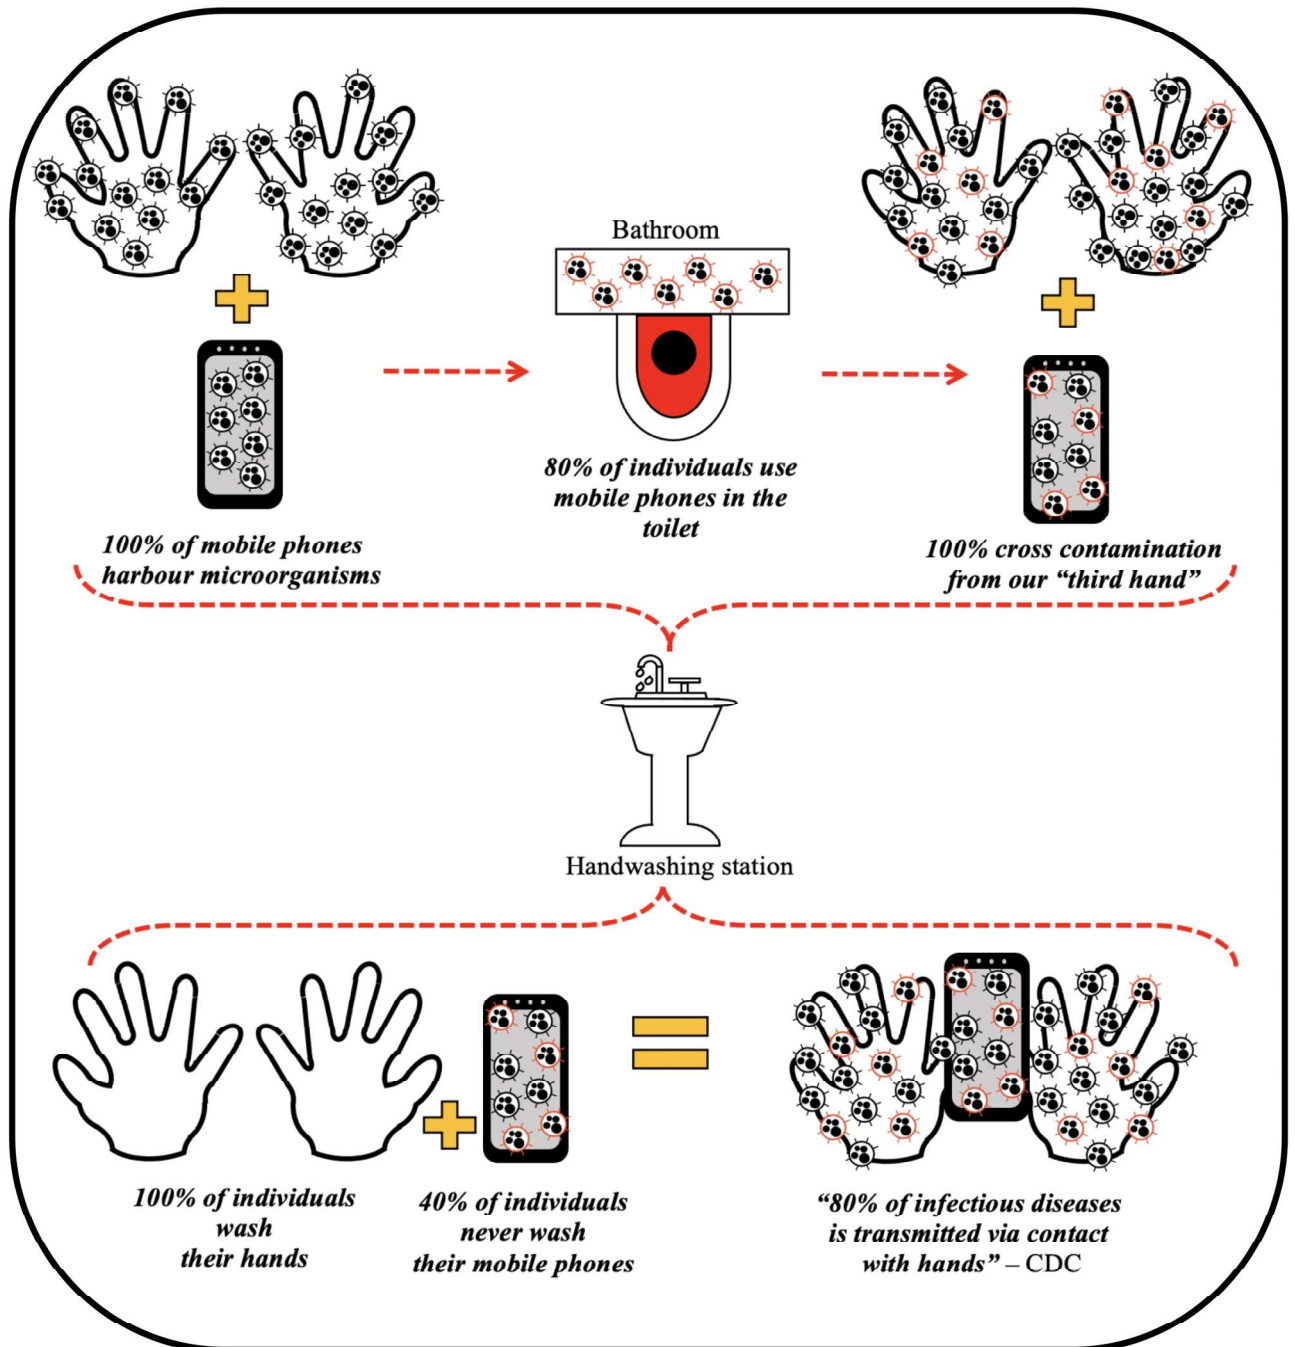 Bathroom
80% of individuals use
mobile phones in the
toilet
100% of mobile phones
harbour microorganisms
100% cross contamination
from our “third hand”
Handwashing station
100% of individuals
wash
their hands
40% of individuals
never wash
their mobile phones
“80% of infectious diseases
is transmitted via contact
with hands” – CDC